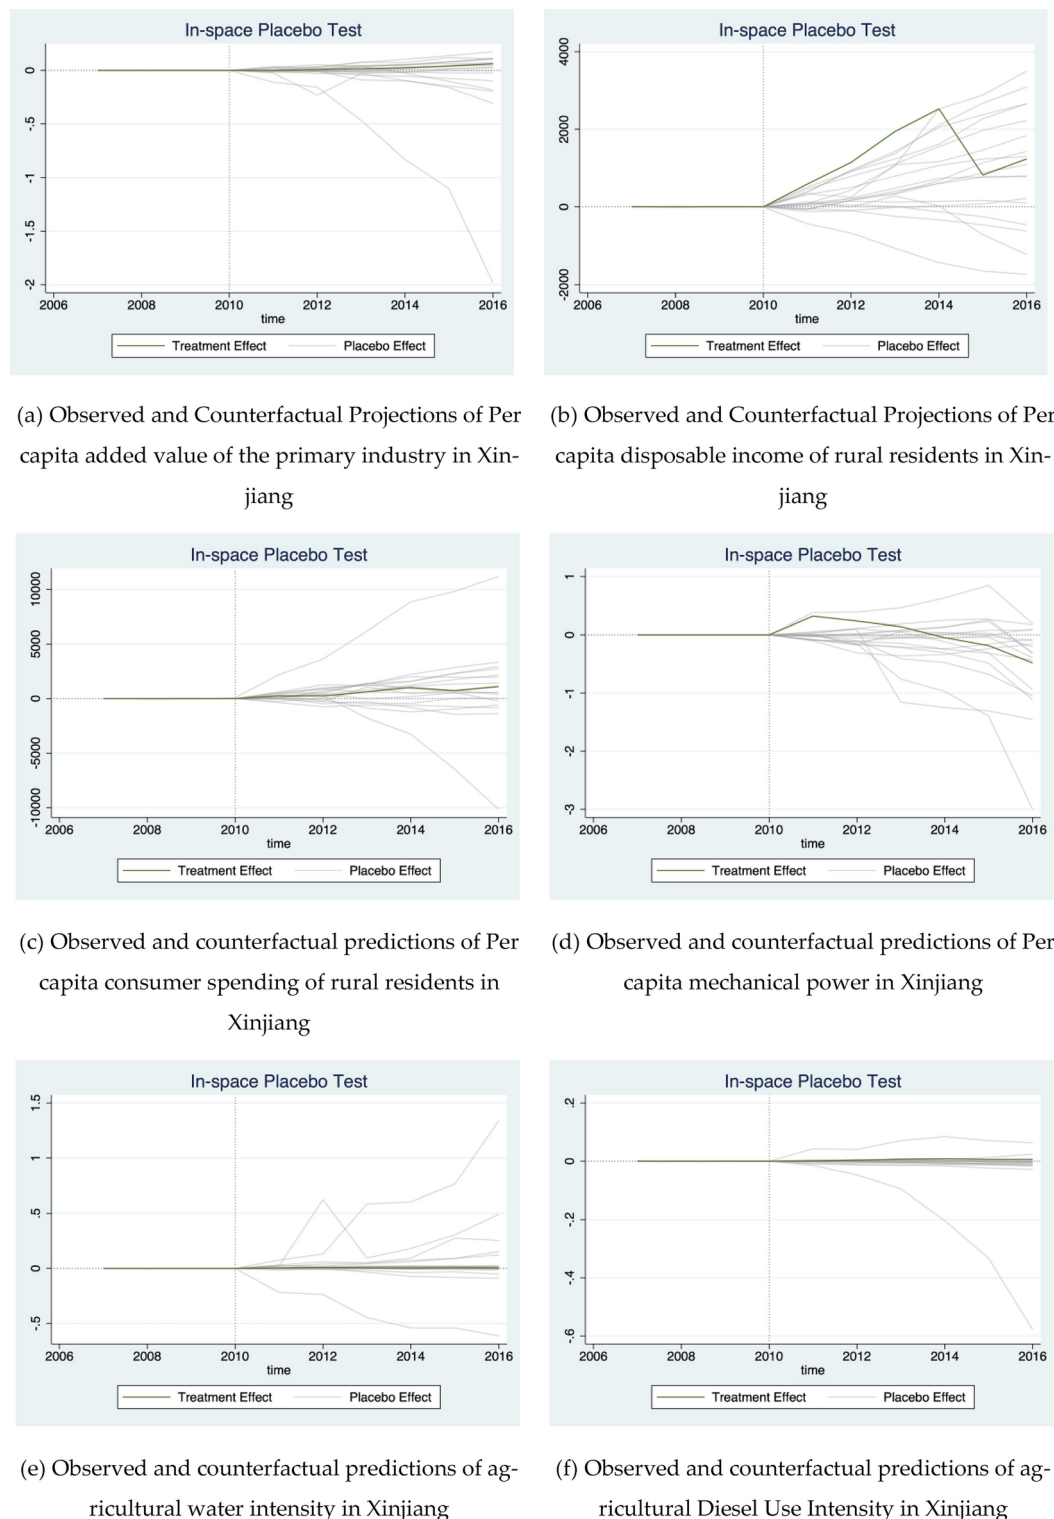 In-space Placebo Test
0
-.5
-1
-1.5
-2
2006 2008 2010 2012 2014 2016
time
Treatment Effect Placebo Effect
(a) Observed and Counterfactual Projections of Per
capita added value of the primary industry in Xin-
jiang
In-space Placebo Test
4000
2000
0
-2000
2006 2008 2010 2012 2014 2016
time
Treatment Effect Placebo Effect
(b) Observed and Counterfactual Projections of Per
capita disposable income of rural residents in Xin-
jiang
In-space Placebo Test
10000
5000
0
-5000
-10000
2006 2008 2010 2012 2014 2016
time
Treatment Effect Placebo Effect
(c) Observed and counterfactual predictions of Per
capita consumer spending of rural residents in
Xinjiang
In-space Placebo Test
1
0
-1
-2
-3
2006 2008 2010 2012 2014 2016
time
Treatment Effect Placebo Effect
(d) Observed and counterfactual predictions of Per
capita mechanical power in Xinjiang
In-space Placebo Test
1.5
1
.5
0
-.5
2006 2008 2010 2012 2014 2016
time
Treatment Effect Placebo Effect
(e) Observed and counterfactual predictions of ag-
ricultural water intensity in Xinjiang
In-space Placebo Test
.2
0
-.2
-.4
-.6
2006 2008 2010 2012 2014 2016
time
Treatment Effect Placebo Effect
(f) Observed and counterfactual predictions of ag-
ricultural Diesel Use Intensity in Xinjiang